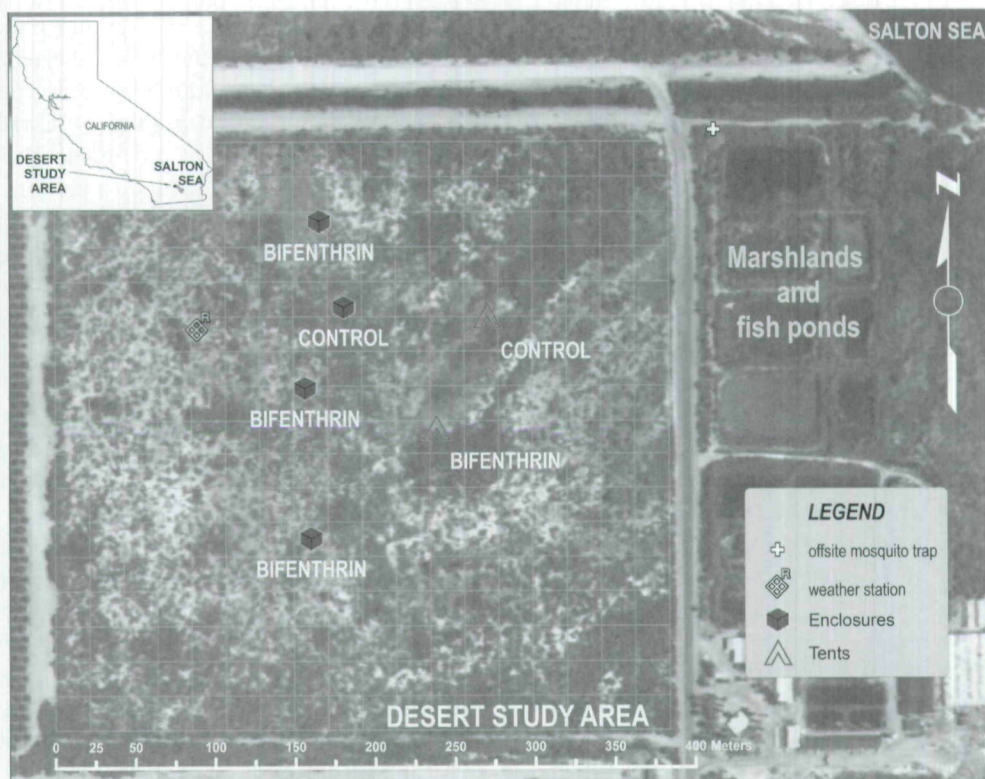 SALTON SEA
CALIFORNIA
DESERT
STUDY
AREA
SALTON
SEA
N
BIFENTHRIN
CONTROL
CONTROL
BIFENTHRIN
BIFENTHRIN
BIFENTHRIN
Marshlands
and
fish ponds
LEGEND
offsite mosquito trap
R
weather station
Enclosures
Tents
R
DESERT STUDY AREA
0 50 100 150 200 250 300 350 400 Meters